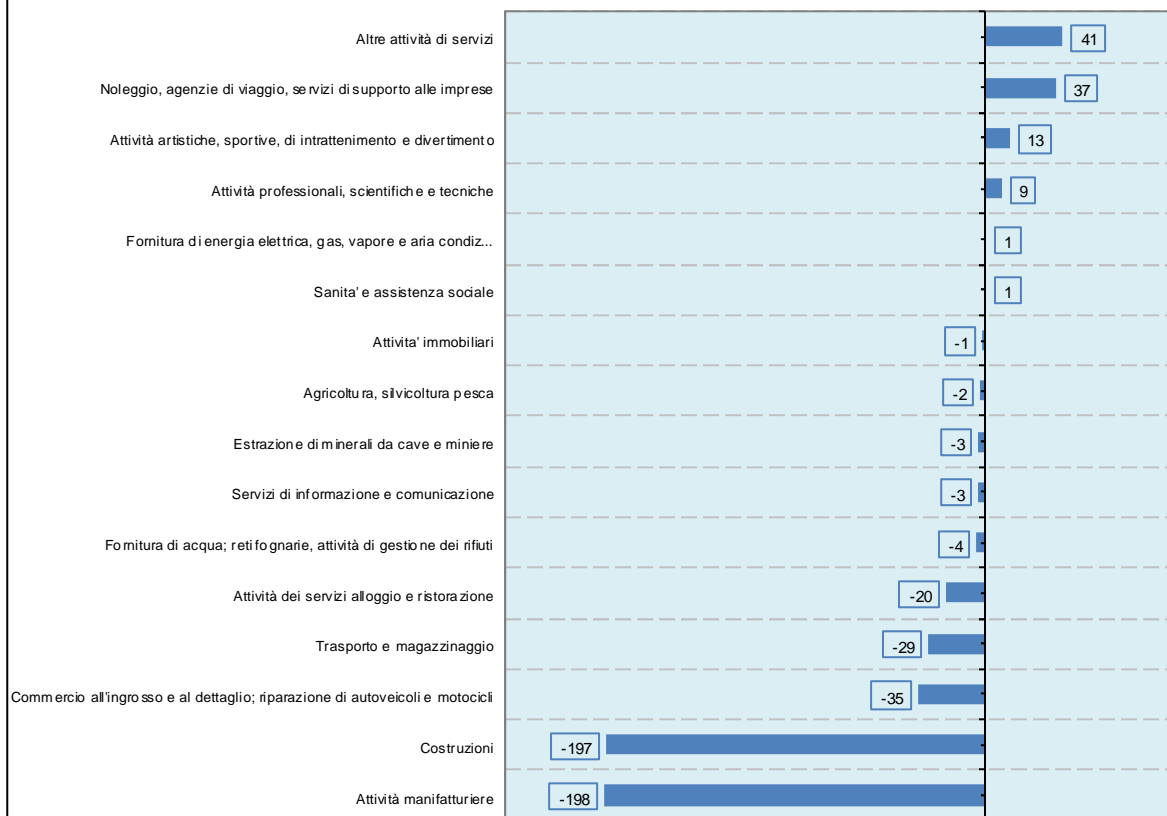 Altre attività di servizi 41
Noleggio, agenzie di viaggio, servizi di supporto alle imprese 37
Attività artistiche, sportive, di intrattenimento e divertimento 13
Attività professionali, scientifiche e tecniche 9
Fornitura di energia elettrica, gas, vapore e aria condiz... 1
Sanita' e assistenza sociale 1
Attivita' immobiliari -1
Agricoltura, silvicoltura pesca -2
Estrazione di minerali da cave e miniere -3
Servizi di informazione e comunicazione -3
Fornitura di acqua; reti fognarie, attività di gestione dei rifiuti -4
Attività dei servizi alloggio e ristorazione -20
Trasporto e magazzinaggio -29
Commercio all'ingrosso e al dettaglio; riparazione di autoveicoli e motocicli -35
Costruzioni -197
Attività manifatturiere -198